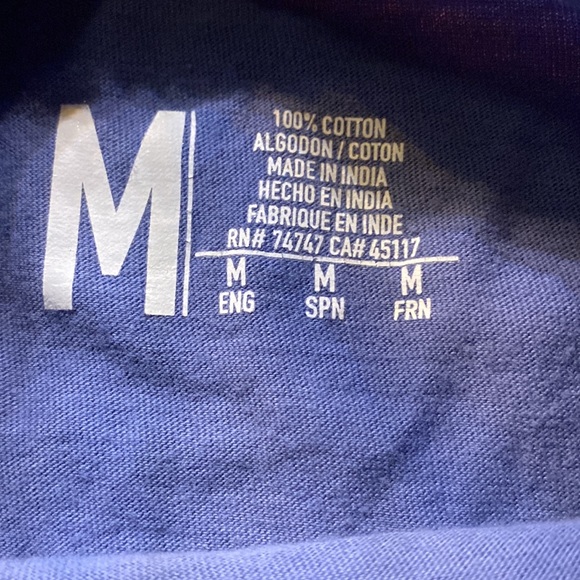 M
100% COTTON
ALGODON / COTON
MADE IN INDIA
HECHO EN INDIA
FABRIQUE EN INDE
RN# 74747 CA# 45117
M M M
ENG SPN FRN